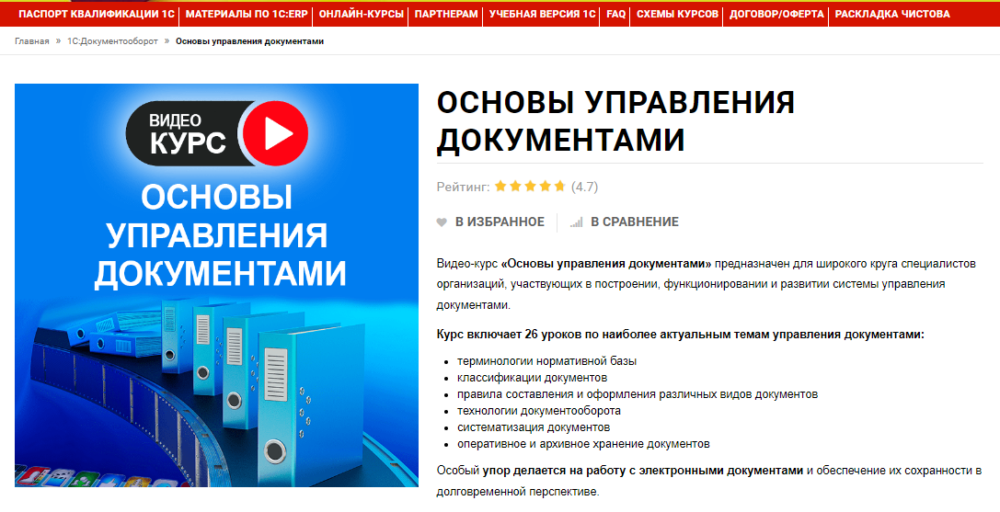 ПАСПОРТ КВАЛИФИКАЦИИ 1С МАТЕРИАЛЫ ПО 1С:ERP ОНЛАЙН-КУРСЫ ПАРТНЕРАМ УЧЕБНАЯ ВЕРСИЯ 1С FAQ СХЕМЫ КУРСОВ ДОГОВОР/ОФЕРТА РАСКЛАДКА ЧИСТОВА
Главная » 1С:Документооборот » Основы управления документами
ВИДЕО
КУРС
ОСНОВЫ
УПРАВЛЕНИЯ
ДОКУМЕНТАМИ
ОСНОВЫ УПРАВЛЕНИЯ
ДОКУМЕНТАМИ
Рейтинг: (4.7)
В ИЗБРАННОЕ В СРАВНЕНИЕ
Видео-курс «Основы управления документами» предназначен для широкого круга специалистов
организаций, участвующих в построении, функционировании и развитии системы управления
документами.
Курс включает 26 уроков по наиболее актуальным темам управления документами:
• терминологии нормативной базы
• классификации документов
• правила составления и оформления различных видов документов
• технологии документооборота
• систематизация документов
• оперативное и архивное хранение документов
Особый упор делается на работу с электронными документами и обеспечение их сохранности в
долговременной перспективе.